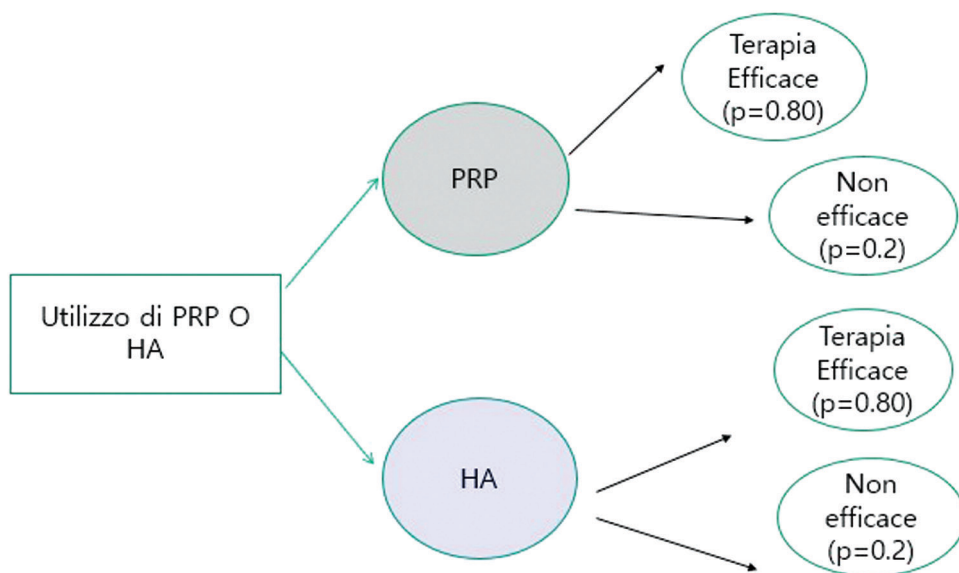 Terapia
Efficace
(p=0.80)
PRP
Non
efficace
(p=0.2)
Utilizzo di PRP O
HA
Terapia
Efficace
(p=0.80)
HA
Non
efficace
(p=0.2)